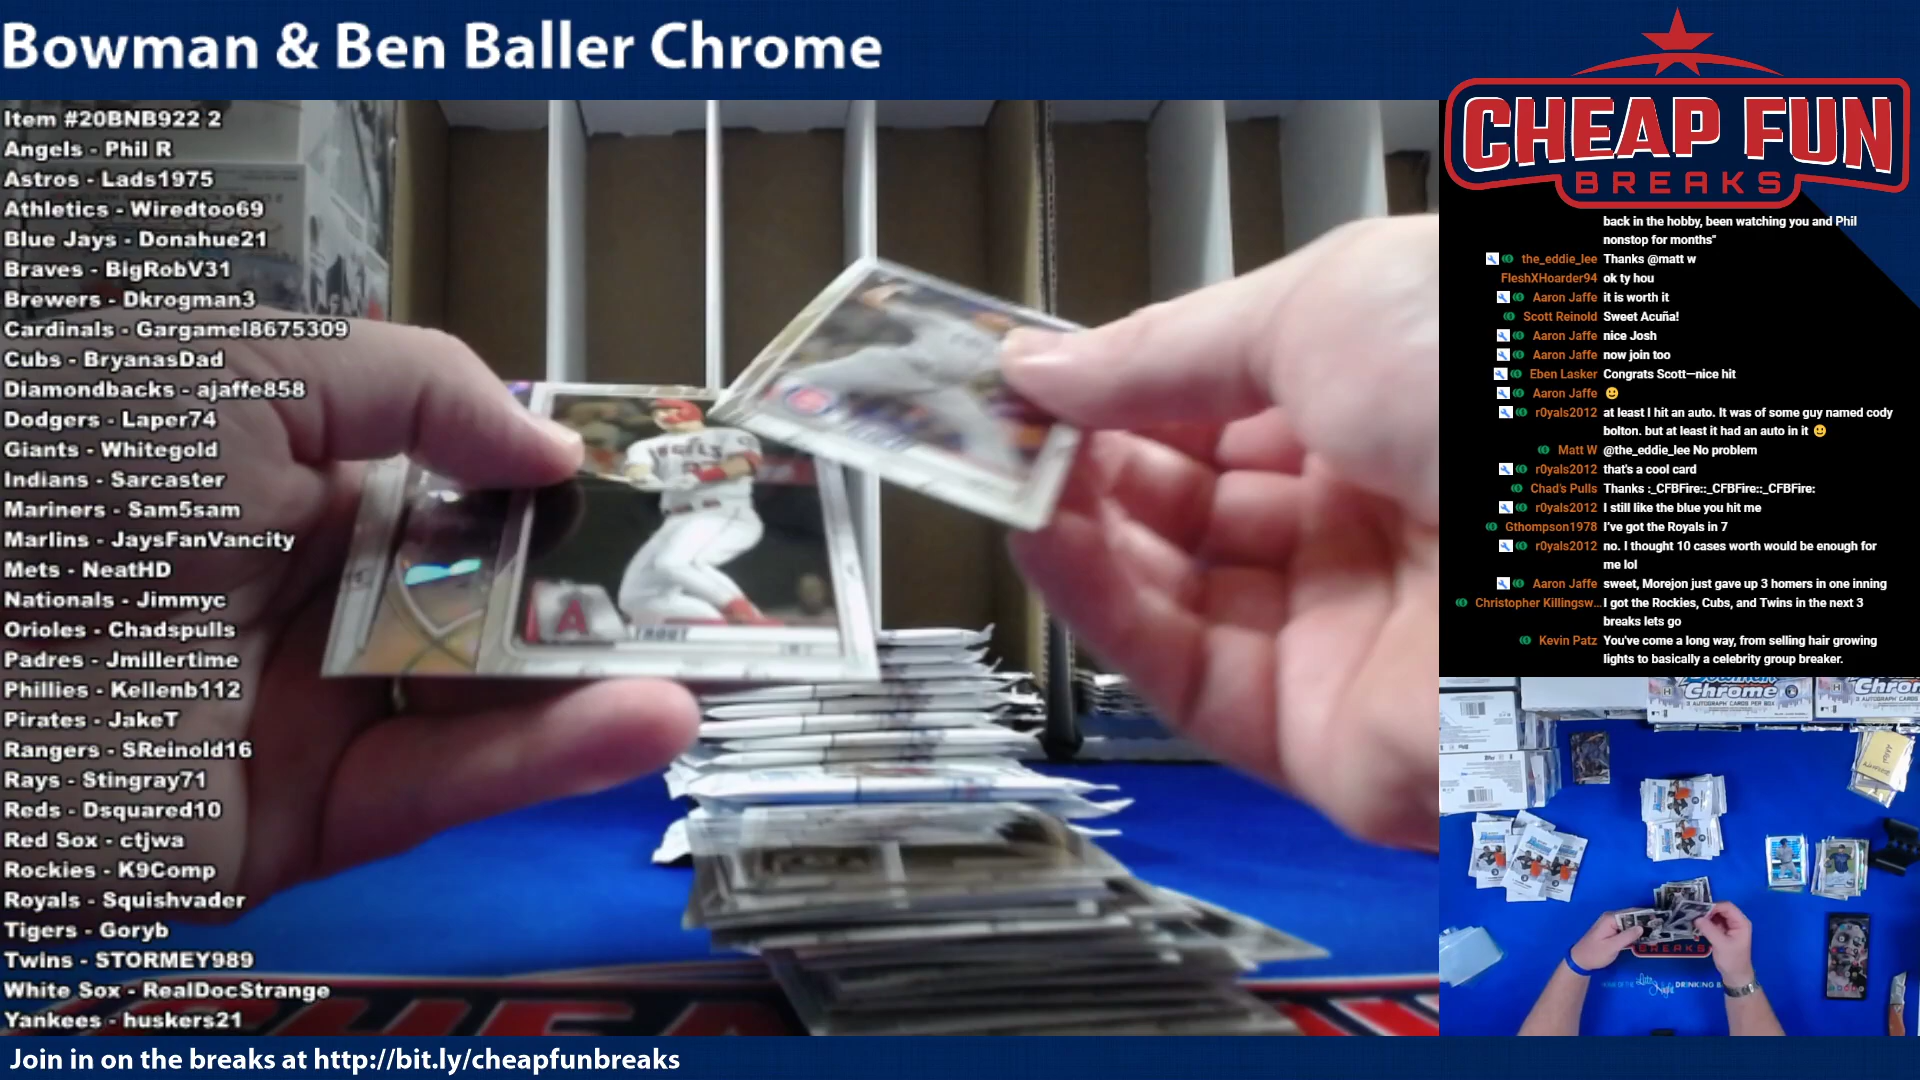 Bowman & Ben Baller Chrome
Item #20BNB922 2
Angels - Phil R
Astros - Lads1975
Athletics - Wiredtoo69
Blue Jays - Donahue21
Braves - BigRobV31
Brewers - Dkrogman3
Cardinals - Gargamel8675309
Cubs - BryanasDad
Diamondbacks - ajaffe858
Dodgers - Laper74
Giants - Whitegold
Indians - Sarcaster
Mariners - Sam5sam
Marlins - JaysFanVancity
Mets - NeatHD
Nationals - Jimmyc
Orioles - Chadspulls
Padres - Jmillertime
Phillies - Kellenb112
Pirates - JakeT
Rangers - SReinold16
Rays - Stingray71
Reds - Dsquared10
Red Sox - ctjwa
Rockies - K9Comp
Royals - Squishvader
Tigers - Goryb
Twins - STORMEY989
White Sox - RealDocStrange
Yankees - huskers21
Join in on the breaks at http://bit.ly/cheapfunbreaks
ANGELS
A
TROUT
CHEAP FUN
BREAKS
back in the hobby, been watching you and Phil
nonstop for months"
the_eddie_lee Thanks @matt w
FleshXHoarder94 ok ty hou
Aaron Jaffe it is worth it
Scott Reinold Sweet Acuña!
Aaron Jaffe nice Josh
Aaron Jaffe now join too
Eben Lasker Congrats Scott—nice hit
Aaron Jaffe 😀
r0yals2012 at least I hit an auto. It was of some guy named cody
bolton. but at least it had an auto in it 😀
Matt W @the_eddie_lee No problem
r0yals2012 that's a cool card
Chad's Pulls Thanks :_CFBFire::_CFBFire::_CFBFire:
r0yals2012 I still like the blue you hit me
Gthompson1978 I've got the Royals in 7
r0yals2012 no. I thought 10 cases worth would be enough for
me lol
Aaron Jaffe sweet, Morejon just gave up 3 homers in one inning
Christopher Killingsw... I got the Rockies, Cubs, and Twins in the next 3
breaks lets go
Kevin Patz You've come a long way, from selling hair growing
lights to basically a celebrity group breaker.
Bowman
Chrome
BREAKS
Late Night DRINKING